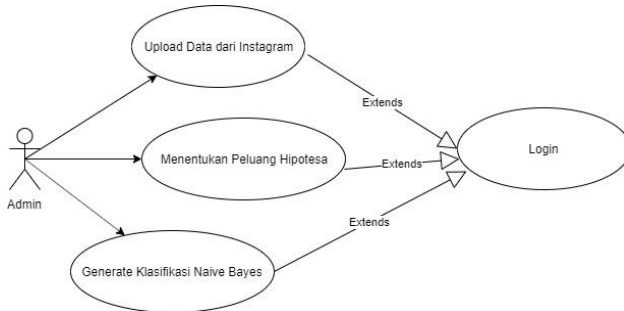 Upload Data dari Instagram
Extends
Menentukan Peluang Hipotesa
Extends
Login
Admin
Extends
Generate Klasifikasi Naive Bayes